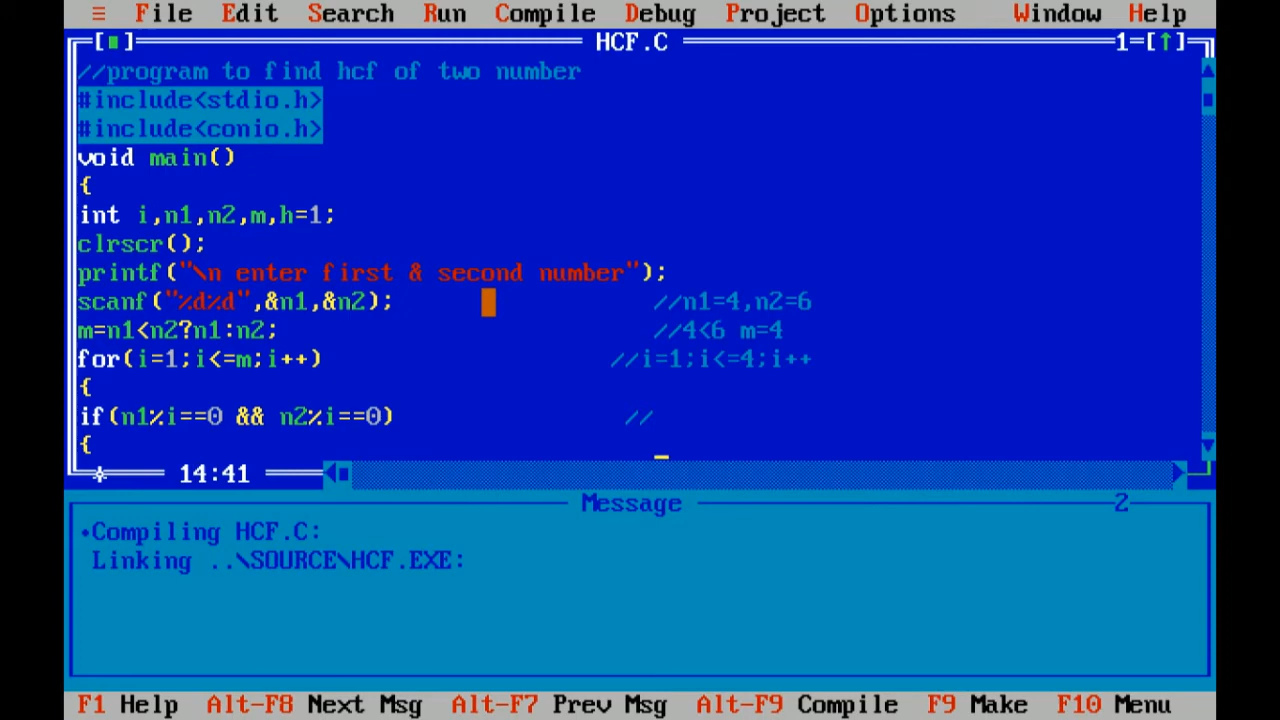 ≡ File Edit Search Run Compile Debug Project Options Window Help
[■] HCF.C 1=[↑]
//program to find hcf of two number
#include<stdio.h>
#include<conio.h>
void main()
{
int i,n1,n2,m,h=1;
clrscr();
printf("\n enter first & second number");
scanf("%d%d",&n1,&n2); //n1=4,n2=6
m=n1<n2?n1:n2; //4<6 m=4
for(i=1;i<=m;i++) //i=1;i<=4;i++
{
if(n1%i==0 && n2%i==0) //
{
14:41
Message 2
•Compiling HCF.C:
Linking ..\SOURCE\HCF.EXE:
F1 Help Alt-F8 Next Msg Alt-F7 Prev Msg Alt-F9 Compile F9 Make F10 Menu